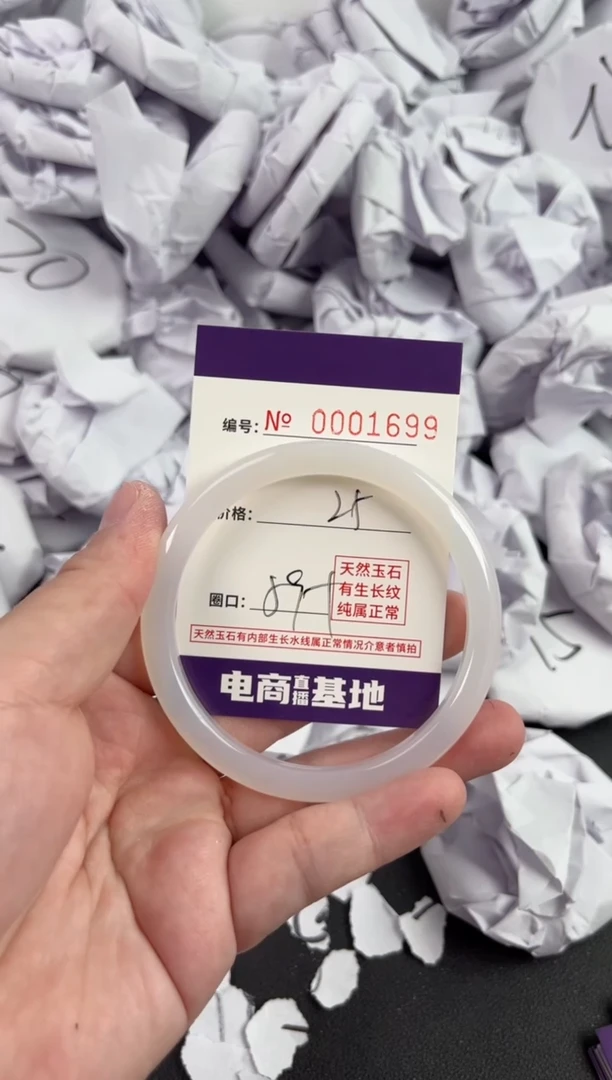 20
编号: № 0001699
价格: 25
圈口:
天然玉石
有生长纹
纯属正常
天然玉石有内部生长水线属正常情况介意者慎拍
电商直播基地
15